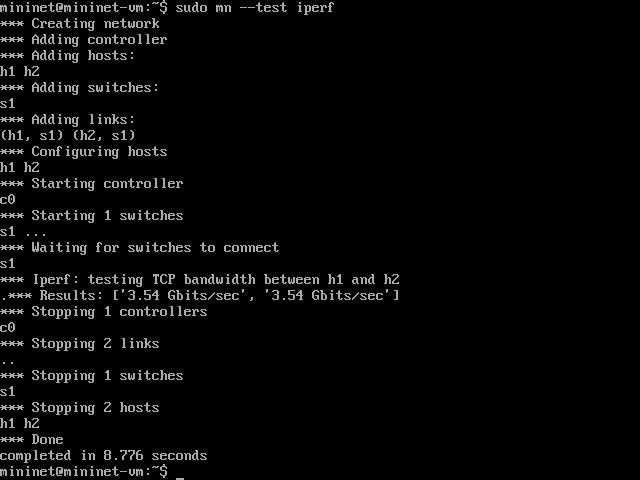 mininet@mininet-vm:~$ sudo mn --test iperf
*** Creating network
*** Adding controller
*** Adding hosts:
h1 h2
*** Adding switches:
s1
*** Adding links:
(h1, s1) (h2, s1)
*** Configuring hosts
h1 h2
*** Starting controller
c0
*** Starting 1 switches
s1 ...
*** Waiting for switches to connect
s1
*** Iperf: testing TCP bandwidth between h1 and h2
.*** Results: ['3.54 Gbits/sec', '3.54 Gbits/sec']
*** Stopping 1 controllers
c0
*** Stopping 2 links
..
*** Stopping 1 switches
s1
*** Stopping 2 hosts
h1 h2
*** Done
completed in 8.776 seconds
mininet@mininet-vm:~$ _